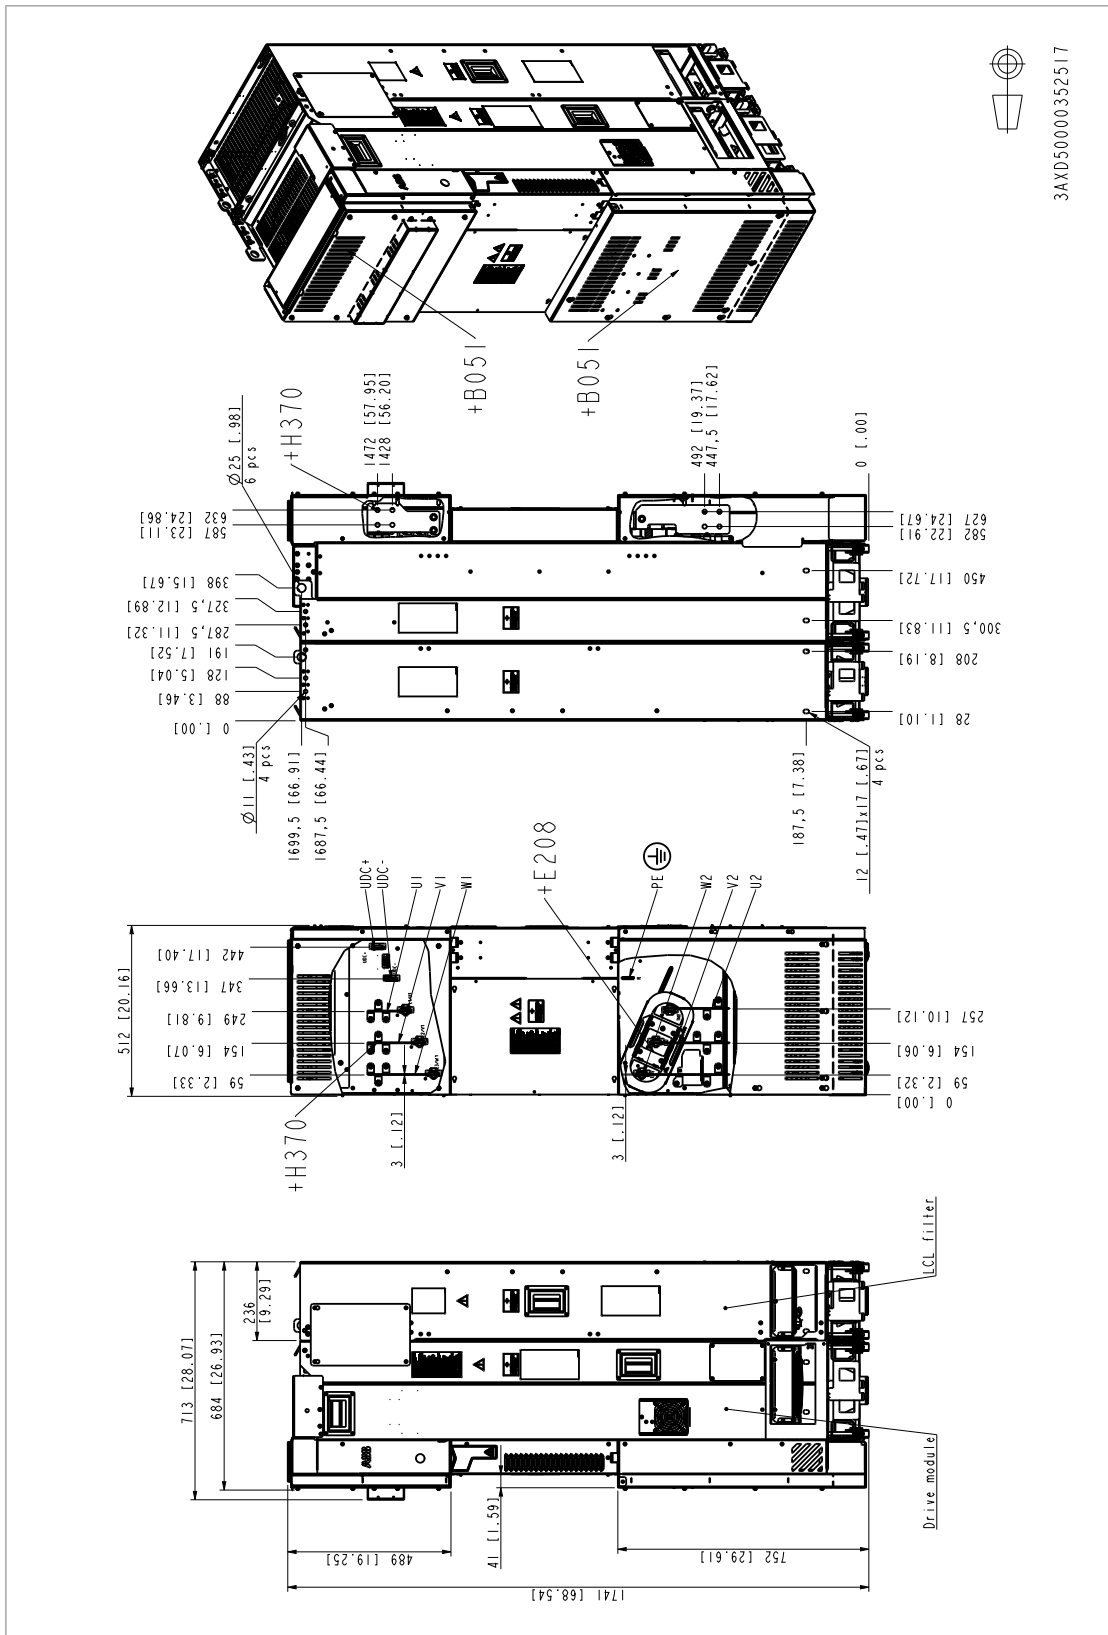 3AXD50000352517
+B051
+B051
+H370
Ø25 [.98]
6 pcs
1472 [57.95]
1428 [56.20]
492 [19.37]
447,5 [17.62]
0 [.00]
632 [24.86]
587 [23.11]
398 [15.67]
327,5 [12.89]
287,5 [11.32]
191 [7.52]
128 [5.04]
88 [3.46]
0 [.00]
627 [24.67]
582 [22.91]
450 [17.72]
300,5 [11.83]
208 [8.19]
28 [1.10]
Ø11 [.43]
4 pcs
1699,5 [66.91]
1687,5 [66.44]
187,5 [7.38]
12 [.47]x17 [.67]
4 pcs
+E208
UDC+
UDC-
U1
V1
W1
PE
W2
V2
U2
512 [20.16]
442 [17.40]
347 [13.66]
249 [9.81]
154 [6.07]
59 [2.33]
257 [10.12]
154 [6.06]
59 [2.32]
0 [.00]
+H370
3 [.12]
3 [.12]
713 [28.07]
684 [26.93]
236
[9.29]
ABB
LCL filter
Drive module
489 [19.25]
41 [1.59]
752 [29.61]
1741 [68.54]